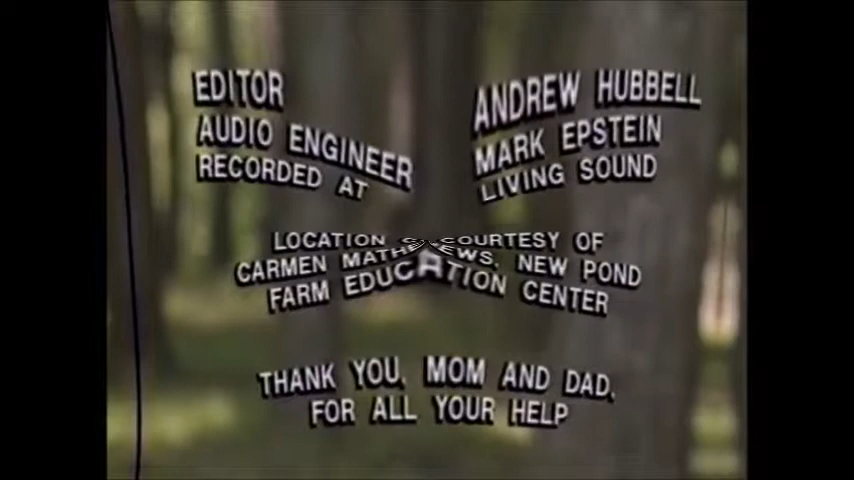 EDITOR ANDREW HUBBELL
AUDIO ENGINEER MARK EPSTEIN
RECORDED AT LIVING SOUND
LOCATION COURTESY OF
CARMEN MATHEWS, NEW POND
FARM EDUCATION CENTER
THANK YOU, MOM AND DAD,
FOR ALL YOUR HELP